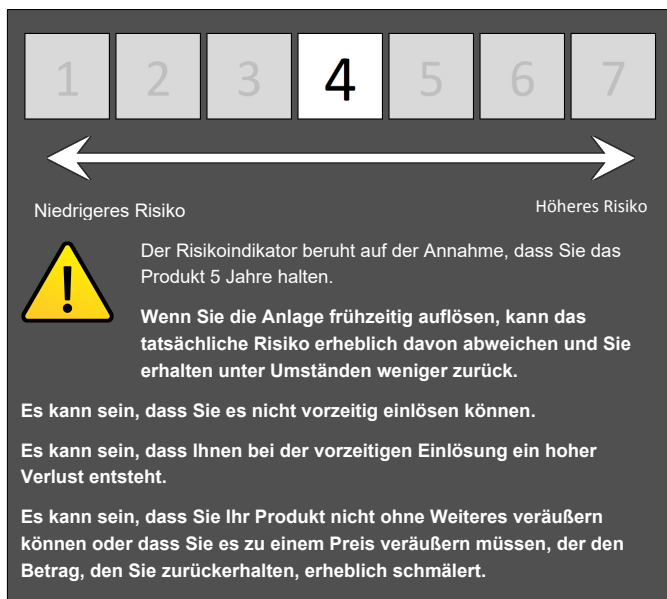 1 2 3 4 5 6 7
Niedrigeres Risiko Höheres Risiko
Der Risikoindikator beruht auf der Annahme, dass Sie das
Produkt 5 Jahre halten.
Wenn Sie die Anlage frühzeitig auflösen, kann das
tatsächliche Risiko erheblich davon abweichen und Sie
erhalten unter Umständen weniger zurück.
Es kann sein, dass Sie es nicht vorzeitig einlösen können.
Es kann sein, dass Ihnen bei der vorzeitigen Einlösung ein hoher
Verlust entsteht.
Es kann sein, dass Sie Ihr Produkt nicht ohne Weiteres veräußern
können oder dass Sie es zu einem Preis veräußern müssen, der den
Betrag, den Sie zurückerhalten, erheblich schmälert.